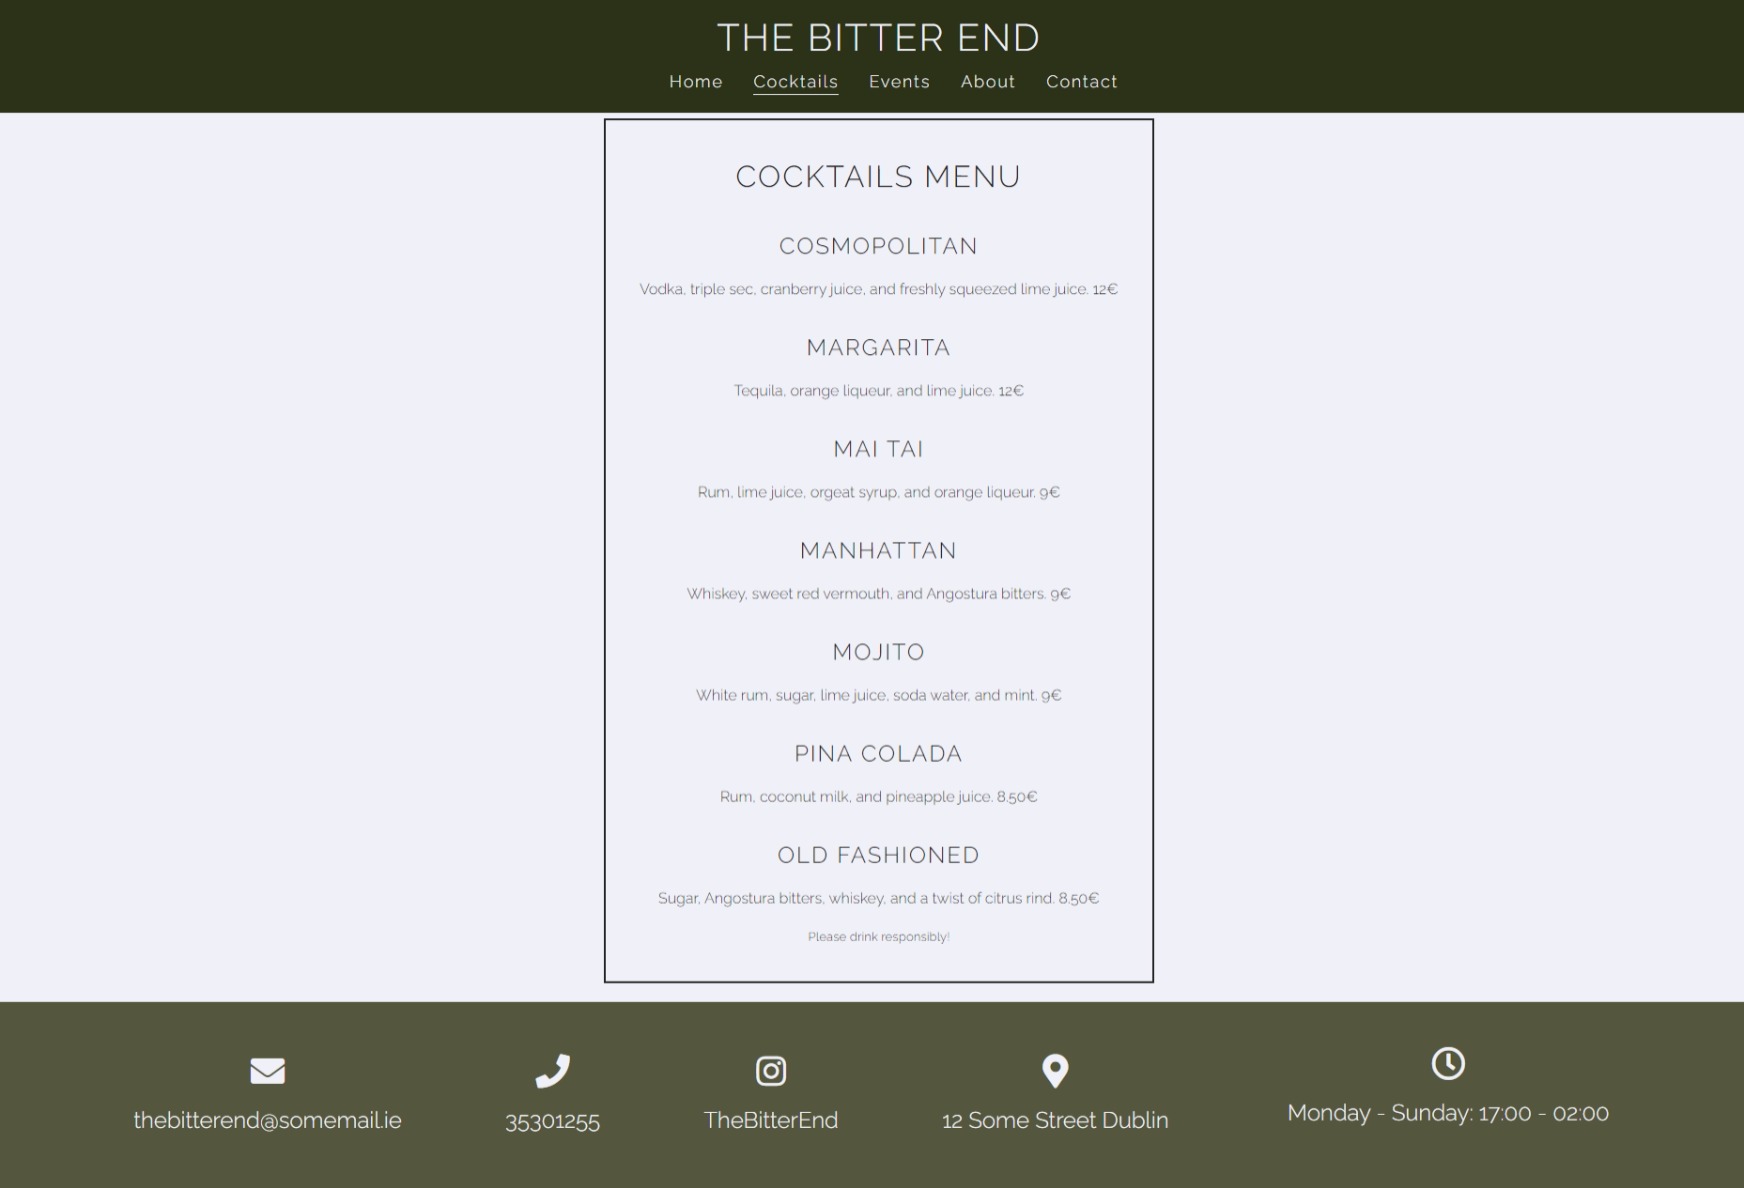 THE BITTER END
Home Cocktails Events About Contact
COCKTAILS MENU
COSMOPOLITAN
Vodka, triple sec, cranberry juice, and freshly squeezed lime juice. 12€
MARGARITA
Tequila, orange liqueur, and lime juice. 12€
MAI TAI
Rum, lime juice, orgeat syrup, and orange liqueur. 9€
MANHATTAN
Whiskey, sweet red vermouth, and Angostura bitters. 9€
MOJITO
White rum, sugar, lime juice, soda water, and mint. 9€
PINA COLADA
Rum, coconut milk, and pineapple juice. 8.50€
OLD FASHIONED
Sugar, Angostura bitters, whiskey, and a twist of citrus rind. 8.50€
Please drink responsibly!
thebitterend@somemail.ie
35301255
TheBitterEnd
12 Some Street Dublin
Monday - Sunday: 17:00 - 02:00